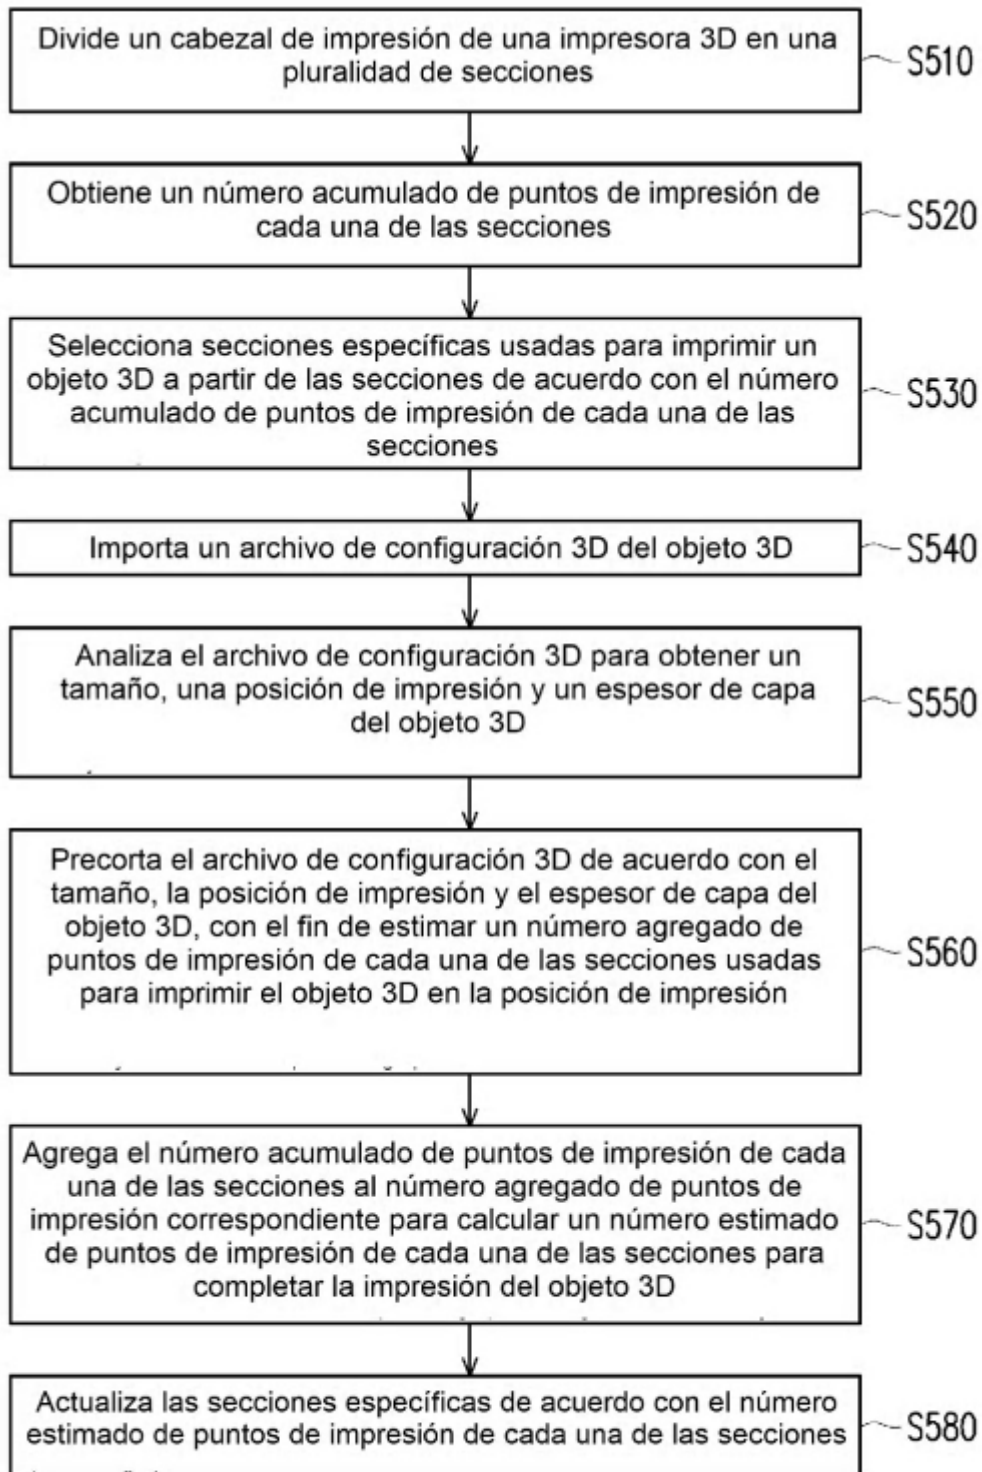 Divide un cabezal de impresión de una impresora 3D en una
pluralidad de secciones
S510
Obtiene un número acumulado de puntos de impresión de
cada una de las secciones
S520
Selecciona secciones específicas usadas para imprimir un
objeto 3D a partir de las secciones de acuerdo con el número
acumulado de puntos de impresión de cada una de las
secciones
S530
Importa un archivo de configuración 3D del objeto 3D
S540
Analiza el archivo de configuración 3D para obtener un
tamaño, una posición de impresión y un espesor de capa
del objeto 3D
S550
Precorta el archivo de configuración 3D de acuerdo con el
tamaño, la posición de impresión y el espesor de capa del
objeto 3D, con el fin de estimar un número agregado de
puntos de impresión de cada una de las secciones usadas
para imprimir el objeto 3D en la posición de impresión
S560
Agrega el número acumulado de puntos de impresión de cada
una de las secciones al número agregado de puntos de
impresión correspondiente para calcular un número estimado
de puntos de impresión de cada una de las secciones para
completar la impresión del objeto 3D
S570
Actualiza las secciones específicas de acuerdo con el número
estimado de puntos de impresión de cada una de las secciones
S580